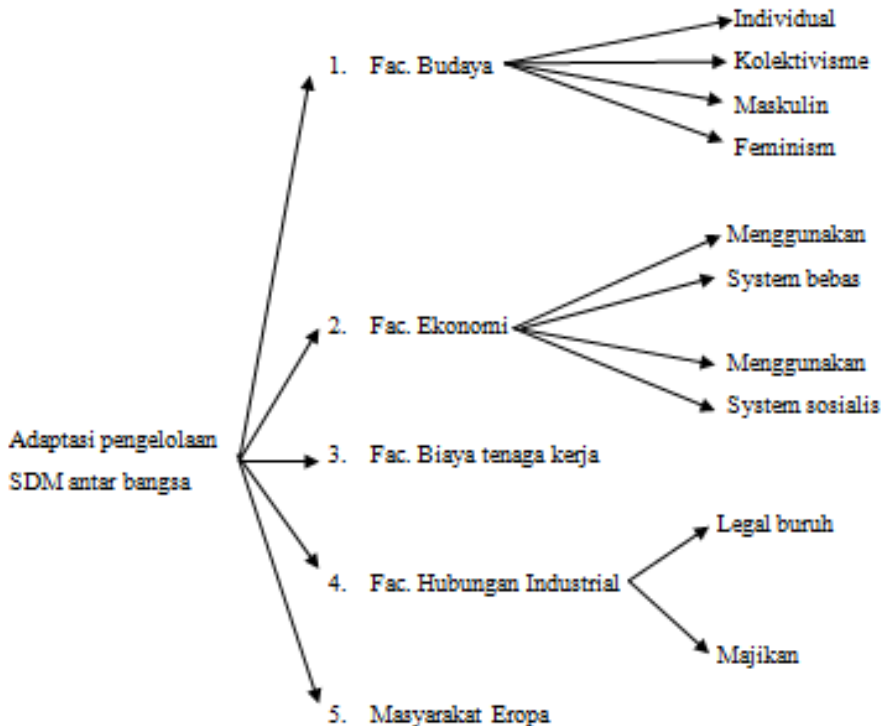 Individual
1. Fac. Budaya
Kolektivisme
Maskulin
Feminism
Menggunakan
System bebas
2. Fac. Ekonomi
Menggunakan
System sosialis
Adaptasi pengelolaan
SDM antar bangsa
3. Fac. Biaya tenaga kerja
Legal buruh
4. Fac. Hubungan Industrial
Majikan
5. Masyarakat Eropa